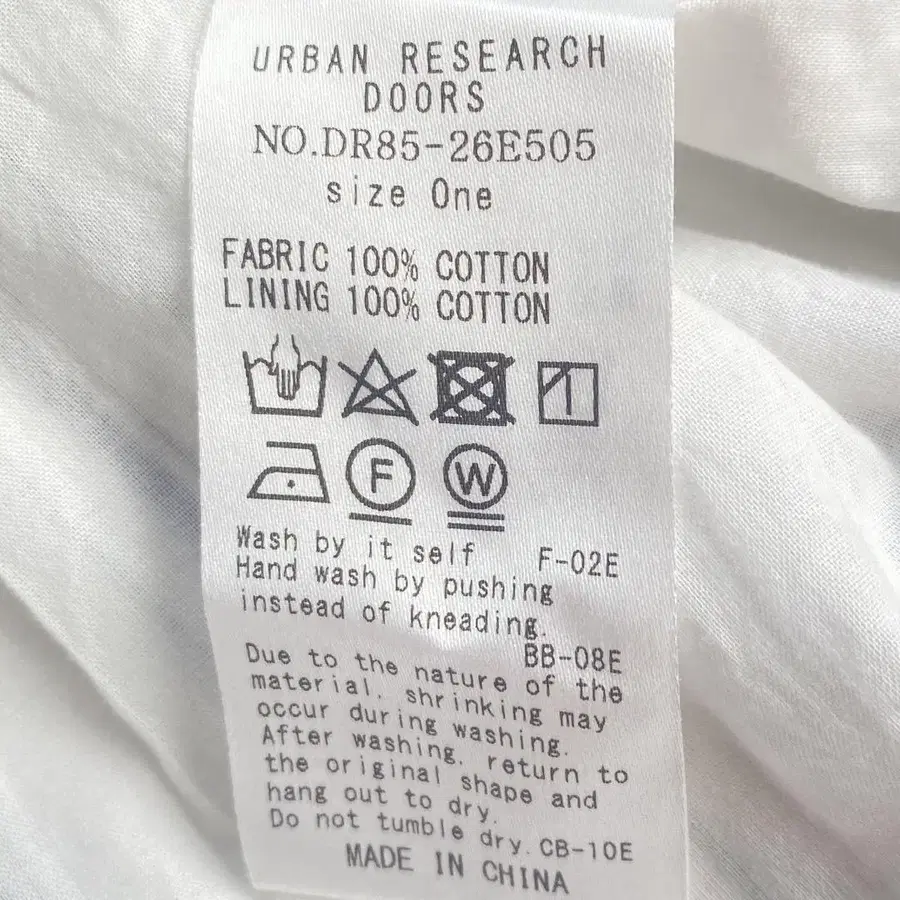 URBAN RESEARCH
DOORS
NO.DR85-26E505
size One
FABRIC 100% COTTON
LINING 100% COTTON
F W
Wash by it self F-02E
Hand wash by pushing
instead of kneading.
BB-08E
Due to the nature of the
material, shrinking may
occur during washing.
After washing, return to
the original shape and
hang out to dry.
Do not tumble dry. CB-10E
MADE IN CHINA